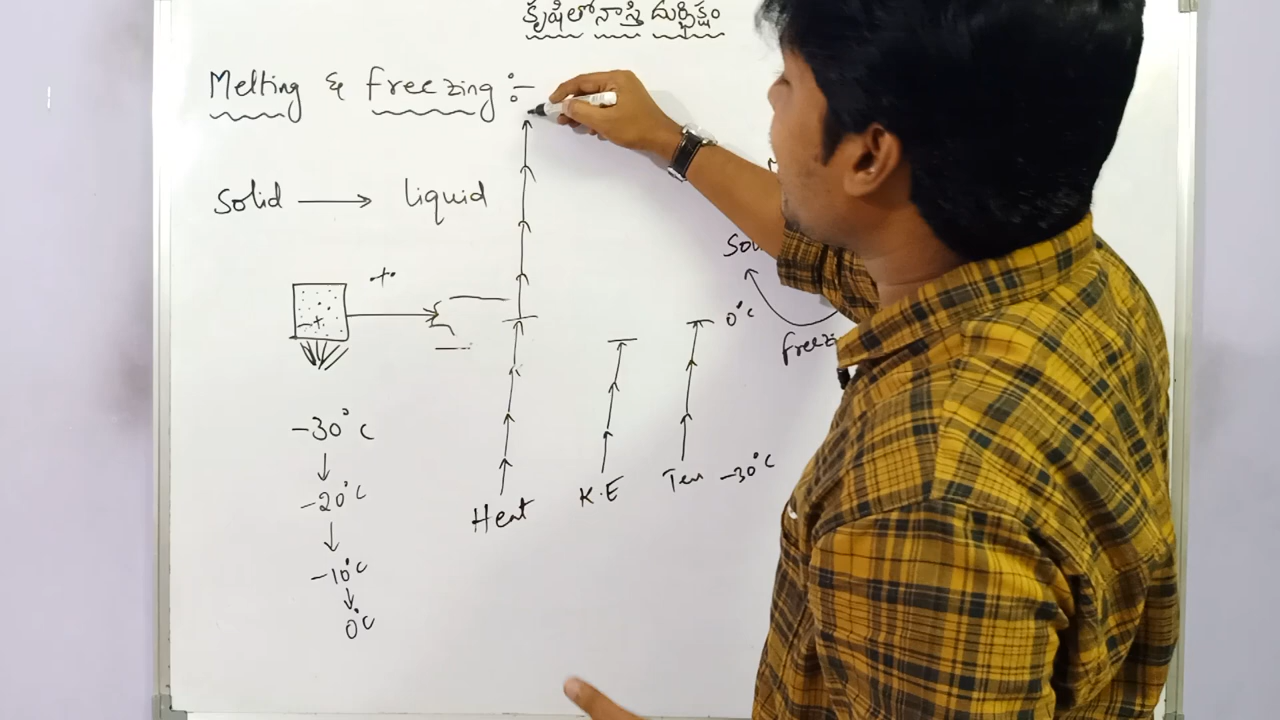 కృషితో నాస్తి దుర్భిక్షం
Melting & freezing :-
solid → liquid
+
0°c
-30°c
-20°c
-10°c
0°c
Heat
K.E
Tem
-30°c